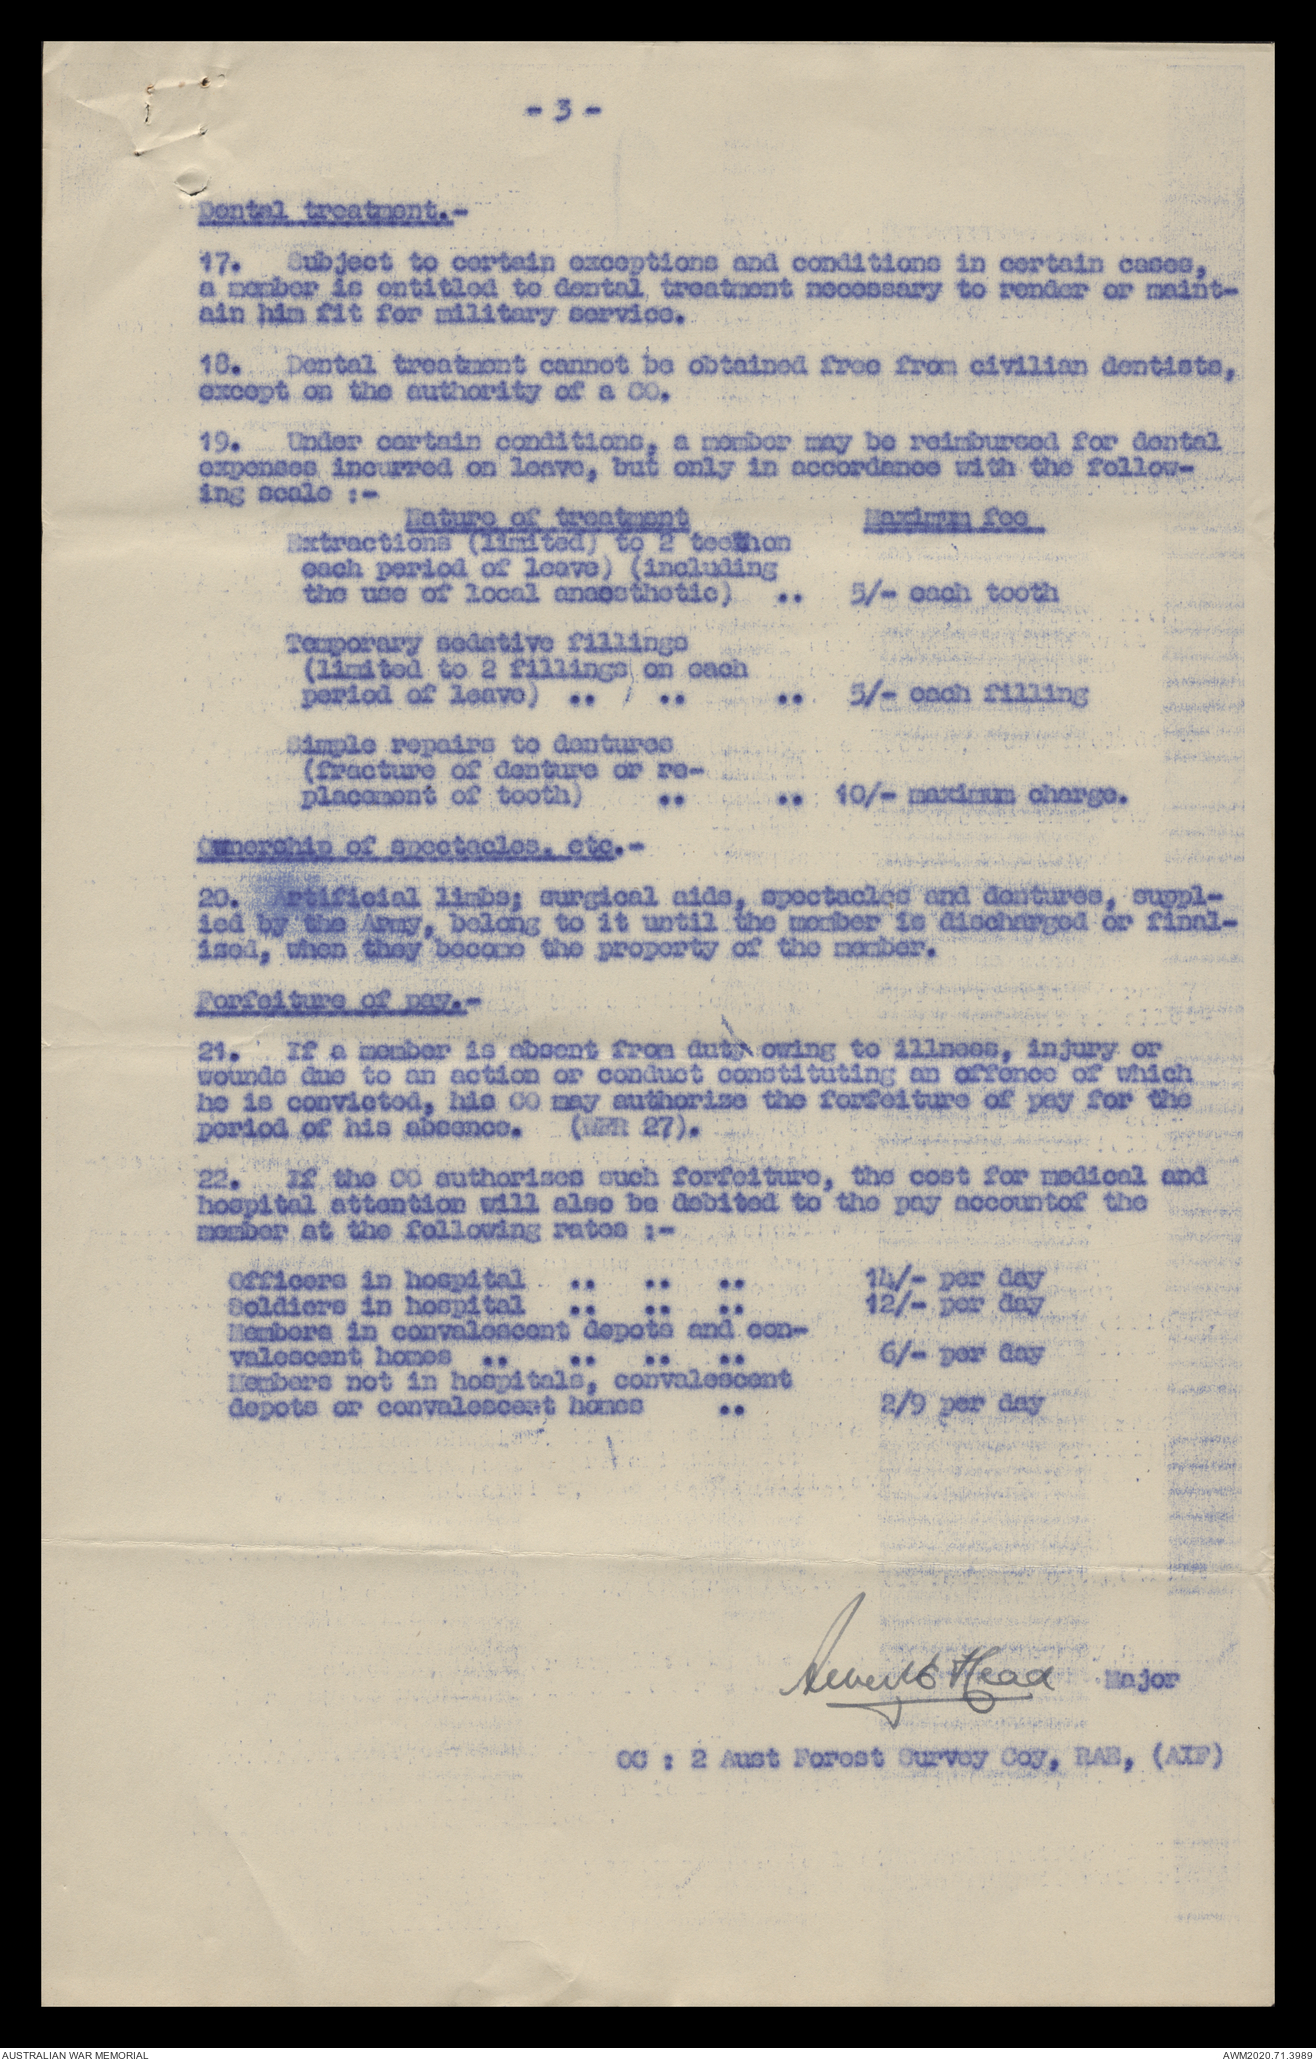 - 3 -
Dental treatment.-
17. Subject to certain exceptions and conditions in certain cases,
a member is entitled to dental treatment necessary to render or maint-
ain him fit for military service.
18. Dental treatment cannot be obtained free from civilian dentists,
except on the authority of a CO.
19. Under certain conditions, a member may be reimbursed for dental
expenses incurred on leave, but only in accordance with the follow-
ing scale :-
Nature of treatment Maximum fee
Extractions (limited) to 2 teethon
each period of leave) (including
the use of local anaesthetic) .. 5/- each tooth
Temporary sedative fillings
(limited to 2 fillings on each
period of leave) .. .. .. 5/- each filling
Simple repairs to dentures
(fracture of denture or re-
placement of tooth) .. .. 10/- maximum charge.
Ownership of spectacles, etc.-
20. Artificial limbs; surgical aids, spectacles and dentures, suppl-
ied by the Army, belong to it until the member is discharged or final-
ised, when they become the property of the member.
Forfeiture of pay.-
21. If a member is absent from duty owing to illness, injury or
wounds due to an action or conduct constituting an offence of which
he is convicted, his CO may authorize the forfeiture of pay for the
period of his absence. ( 27).
22. If the CO authorises such forfeiture, the cost for medical and
hospital attention will also be debited to the pay accountof the
member at the following rates :-
Officers in hospital .. .. .. 14/- per day
Soldiers in hospital .. .. .. 12/- per day
Members in convalescent depots and con-
valescent homes .. .. .. .. 6/- per day
Members not in hospitals, convalescent
depots or convalescent homes .. 2/9 per day
Head Major
OC : 2 Aust Forest Survey Coy, RAE, (AIF)
AUSTRALIAN WAR MEMORIAL AWM2020.71.3989